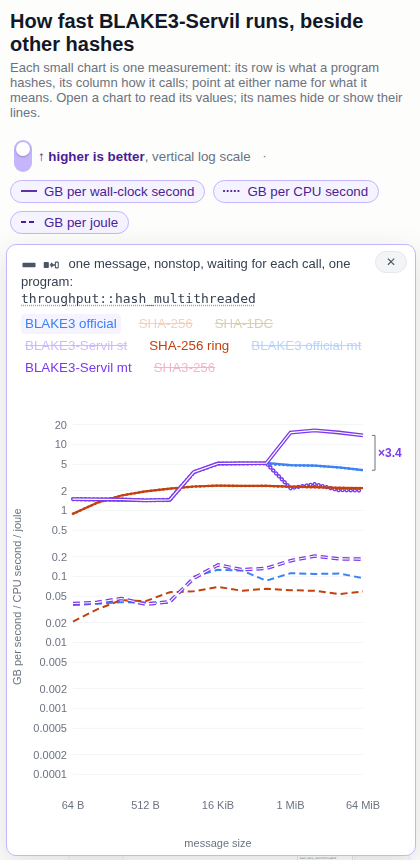 How fast BLAKE3-Servil runs, beside
other hashes
Each small chart is one measurement: its row is what a program
hashes, its column how it calls; point at either name for what it
means. Open a chart to read its values; its names hide or show their
lines.
↑ higher is better, vertical log scale ·
GB per wall-clock second GB per CPU second
GB per joule
one message, nonstop, waiting for each call, one ✕
program:
throughput::hash_multithreaded
BLAKE3 official SHA-256 SHA-1DC
BLAKE3-Servil st SHA-256 ring BLAKE3 official mt
BLAKE3-Servil mt SHA3-256
20
10
5
2
1
0.5
0.2
0.1
0.05
0.02
0.01
0.005
0.002
0.001
0.0005
0.0002
0.0001
×3.4
GB per second / CPU second / joule
64 B 512 B 16 KiB 1 MiB 64 MiB
message size